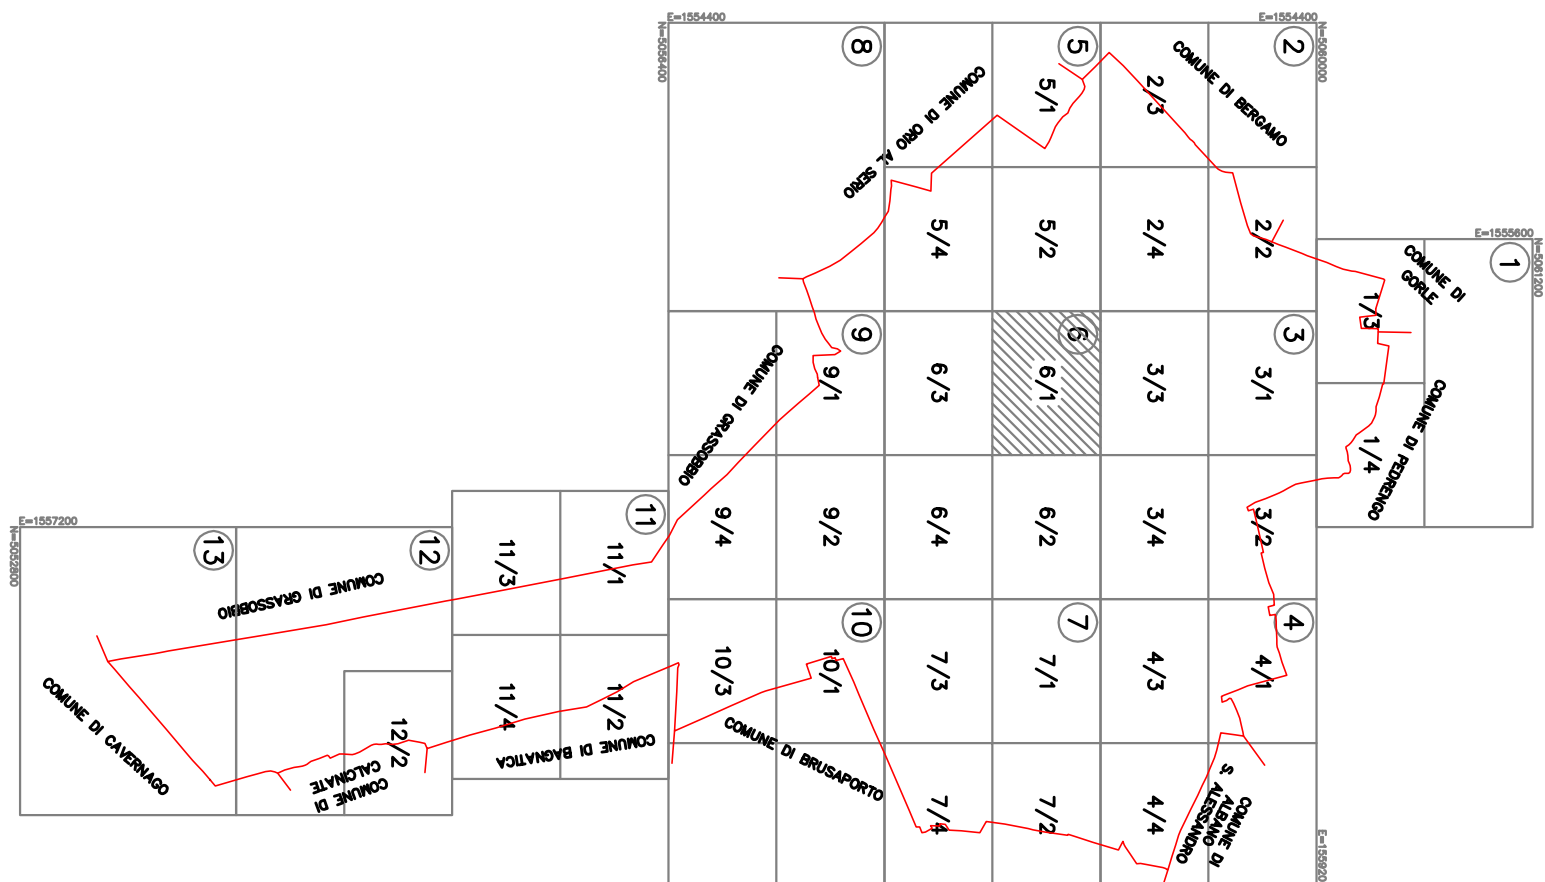 E=1554400
E=1554400
N=5056400
N=5060000
8
5
2
COMUNE DI BERGAMO
COMUNE DI ORIO AL SERIO
5/1
2/3
5/4
5/2
2/4
2/2
E=1555600
N=5061200
1
COMUNE DI
GORLE
1/3
1/4
COMUNE DI PEDRENGO
9
6
3
9/1
6/3
6/1
3/3
3/1
COMUNE DI GRASSOBBIO
9/4
9/2
6/4
6/2
3/4
3/2
E=1557200
N=5052800
13
12
11
11/3
11/1
COMUNE DI GRASSOBBIO
10
7
4
10/3
10/1
7/3
7/1
4/3
4/1
11/4
11/2
12/2
COMUNE DI CAVERNAGO
COMUNE DI
CALCINATE
COMUNE DI BAGNATICA
COMUNE DI BRUSAPORTO
7/4
7/2
4/4
COMUNE DI
ALBANO
S. ALESSANDRO
E=155920